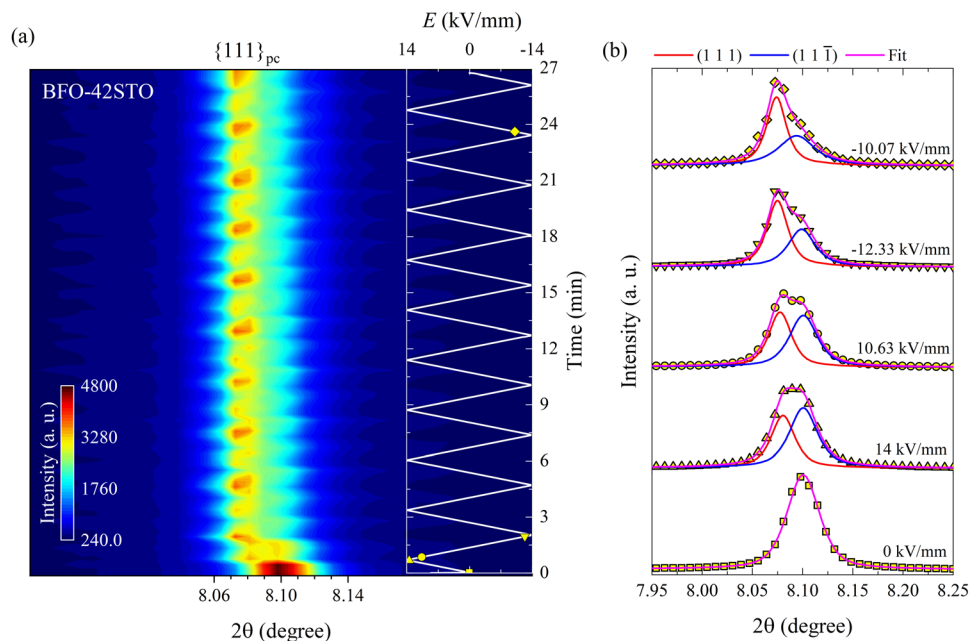 (a)
E (kV/mm)
{111}pc
14 0 -14
BFO-42STO
27
24
21
18
15
12
9
6
3
0
Time (min)
Intensity (a. u.)
4800
3280
1760
240.0
8.06 8.10 8.14
2θ (degree)
(b)
(1 1 1) (1 1 1̅) Fit
-10.07 kV/mm
-12.33 kV/mm
10.63 kV/mm
14 kV/mm
0 kV/mm
Intensity (a. u.)
7.95 8.00 8.05 8.10 8.15 8.20 8.25
2θ (degree)